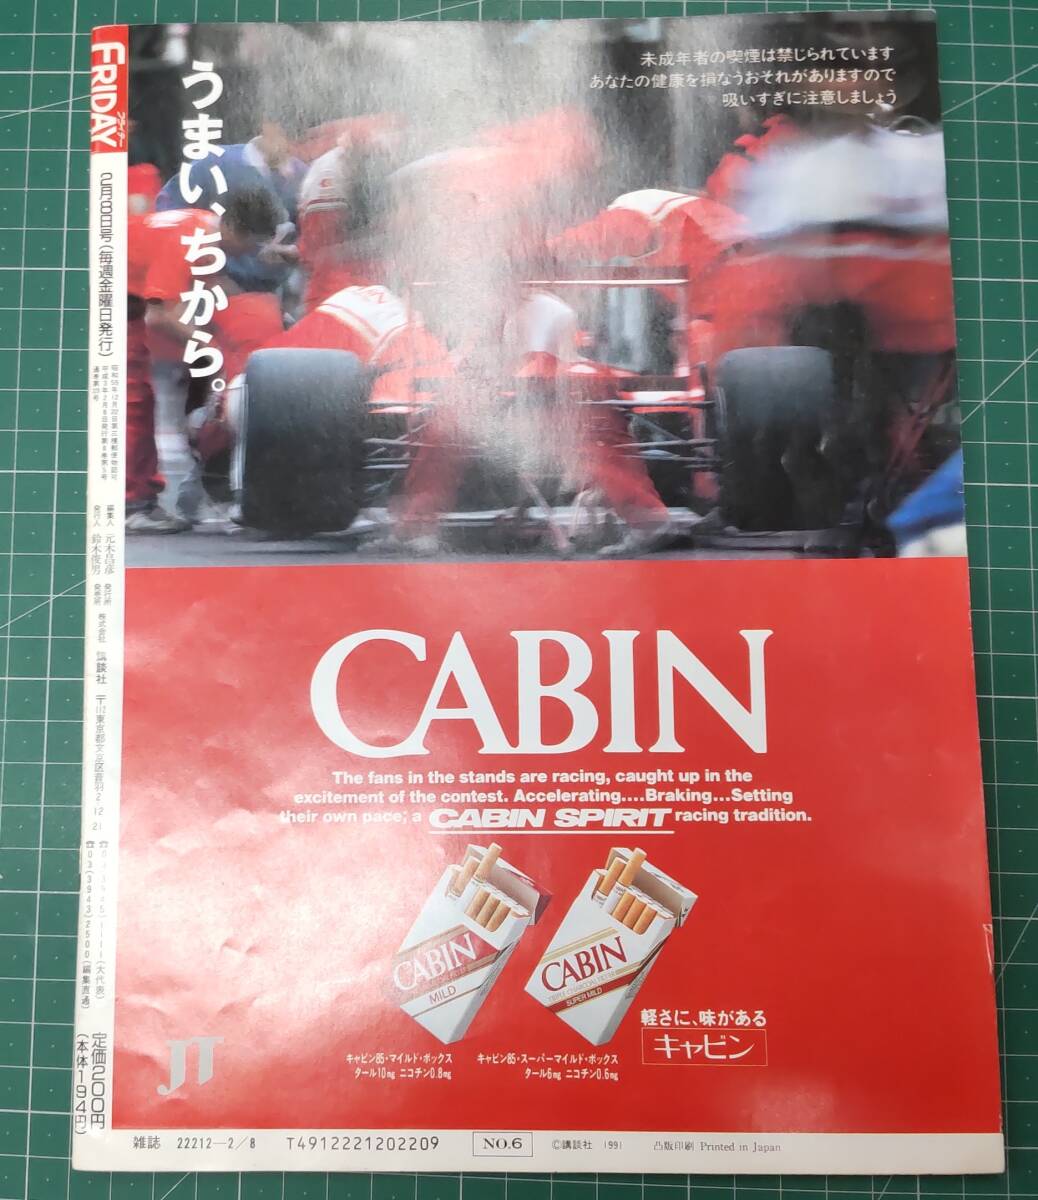 FRIDAY
フライデー
2月8日号(毎週金曜日発行)
昭和59年12月22日第三種郵便物認可
平成3年2月8日発行第8巻第5号
編集人 元木昌彦
発行人 鈴木俊男
発行所
発売所
株式会社 講談社
〒112東京都文京区音羽2-12-21
☎03(3945)1111(大代表)
☎03(3943)2500(編集直通)
定価200円
(本体194円)
うまい、ちから。
未成年者の喫煙は禁じられています
あなたの健康を損なうおそれがありますので
吸いすぎに注意しましょう
CABIN
CABIN
The fans in the stands are racing, caught up in the
excitement of the contest. Accelerating....Braking...Setting
their own pace; a CABIN SPIRIT racing tradition.
CABIN
MILD
CABIN
TRIPLE CHARCOAL FILTER
SUPER MILD
キャビン85・マイルド・ボックス
タール10mg ニコチン0.8mg
キャビン85・スーパーマイルド・ボックス
タール6mg ニコチン0.6mg
軽さに、味がある
キャビン
JT
雑誌 22212-2/8 T4912221202209 NO.6 ©講談社 1991 凸版印刷 Printed in Japan